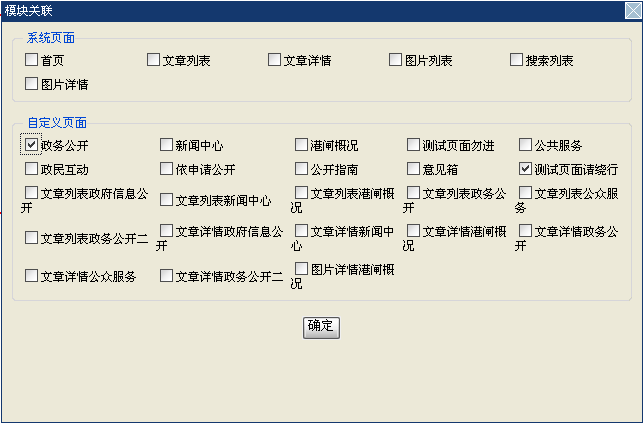 模块关联
系统页面
首页 文章列表 文章详情 图片列表 搜索列表
图片详情
自定义页面
政务公开 新闻中心 港闸概况 测试页面勿进 公共服务
政民互动 依申请公开 公开指南 意见箱 测试页面请绕行
文章列表政府信息公开 文章列表新闻中心 文章列表港闸概况 文章列表政务公开 文章列表公众服务
文章列表政务公开二 文章详情政府信息公开 文章详情新闻中心 文章详情港闸概况 文章详情政务公开
文章详情公众服务 文章详情政务公开二 图片详情港闸概况
确定